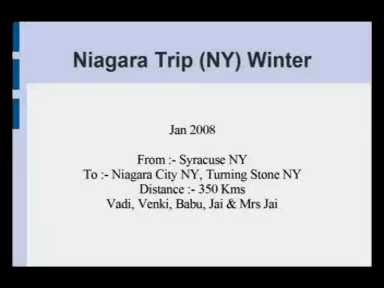 Niagara Trip (NY) Winter
Jan 2008
From :- Syracuse NY
To :- Niagara City NY, Turning Stone NY
Distance :- 350 Kms
Vadi, Venki, Babu, Jai & Mrs Jai